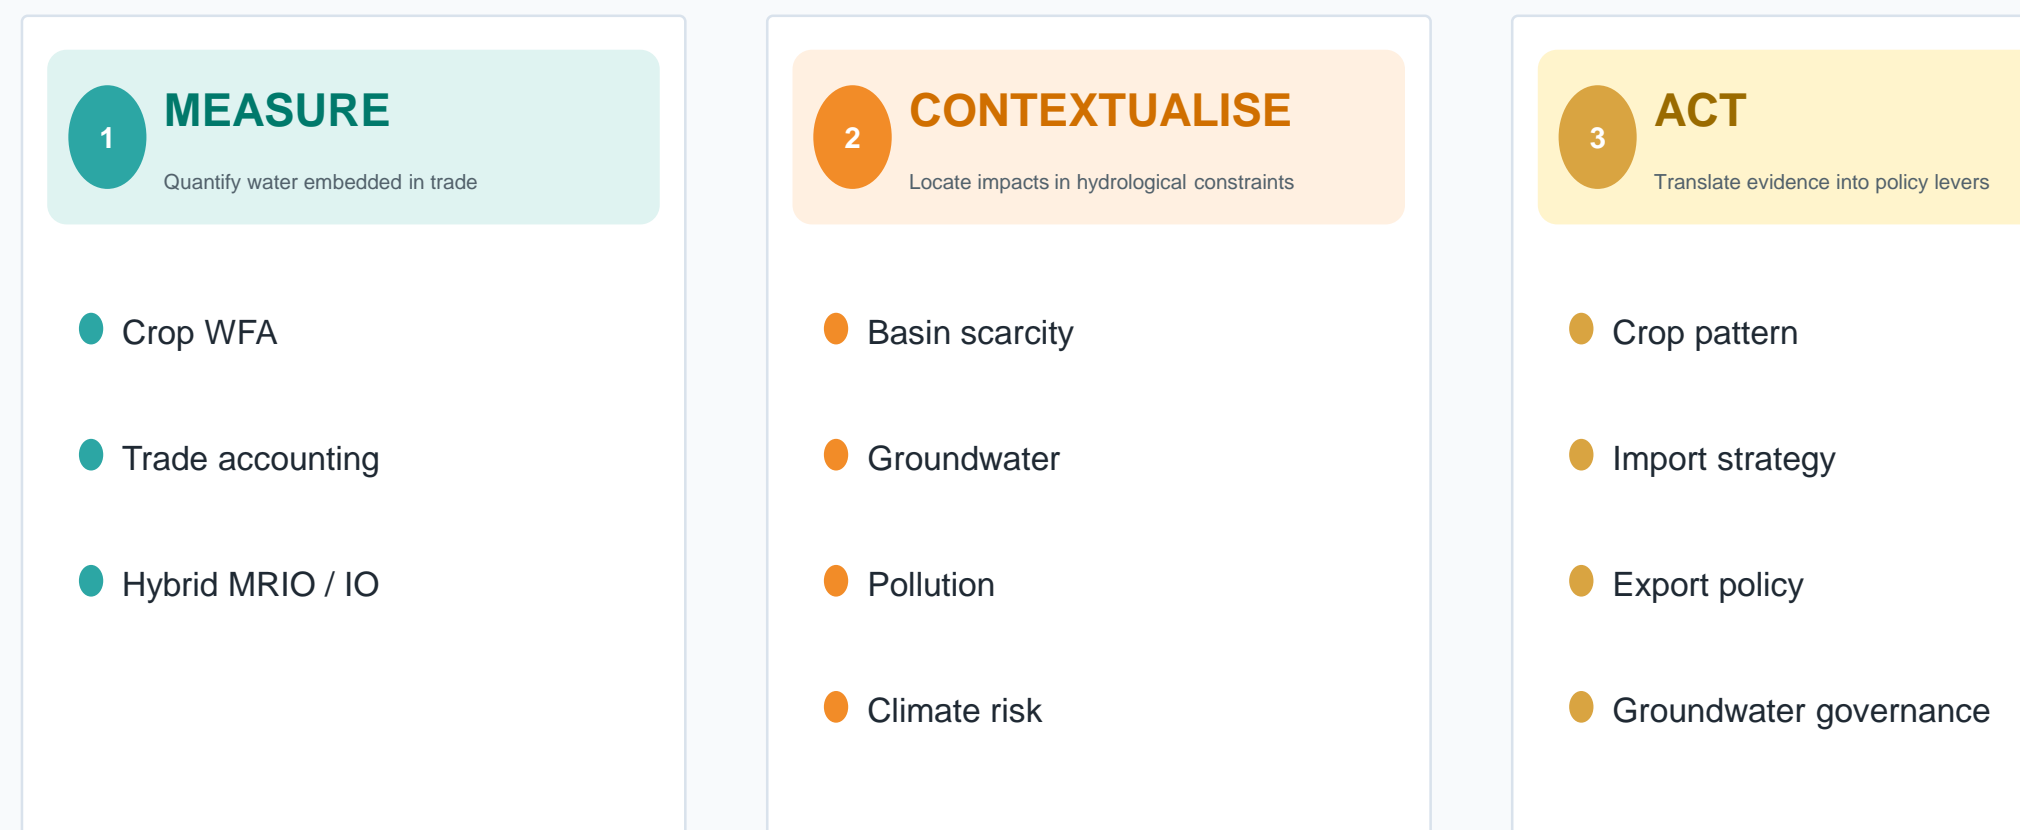 1
MEASURE
Quantify water embedded in trade
Crop WFA
Trade accounting
Hybrid MRIO / IO
2
CONTEXTUALISE
Locate impacts in hydrological constraints
Basin scarcity
Groundwater
Pollution
Climate risk
3
ACT
Translate evidence into policy levers
Crop pattern
Import strategy
Export policy
Groundwater governance